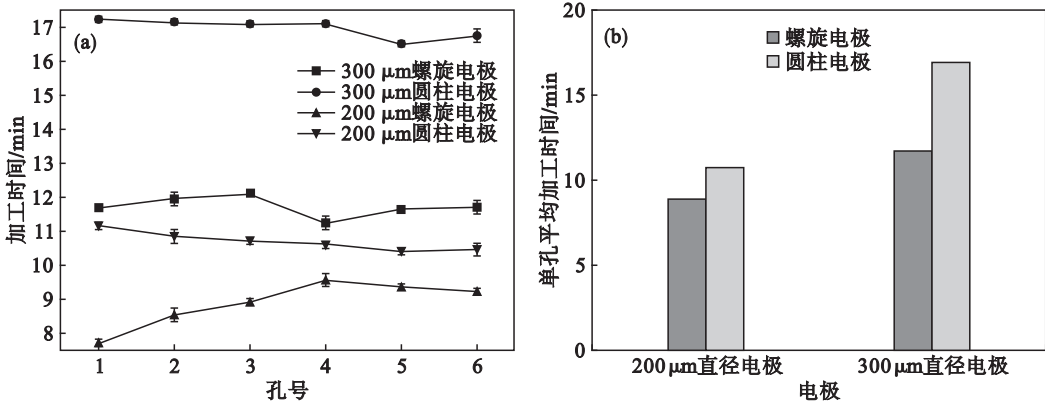 17
16
15
14
13
12
11
10
9
8
加工时间/min
(a)
300 μm螺旋电极
300 μm圆柱电极
200 μm螺旋电极
200 μm圆柱电极
1 2 3 4 5 6
孔号
20
15
10
5
0
单孔平均加工时间/min
(b)
螺旋电极
圆柱电极
200 μm直径电极 300 μm直径电极
电极